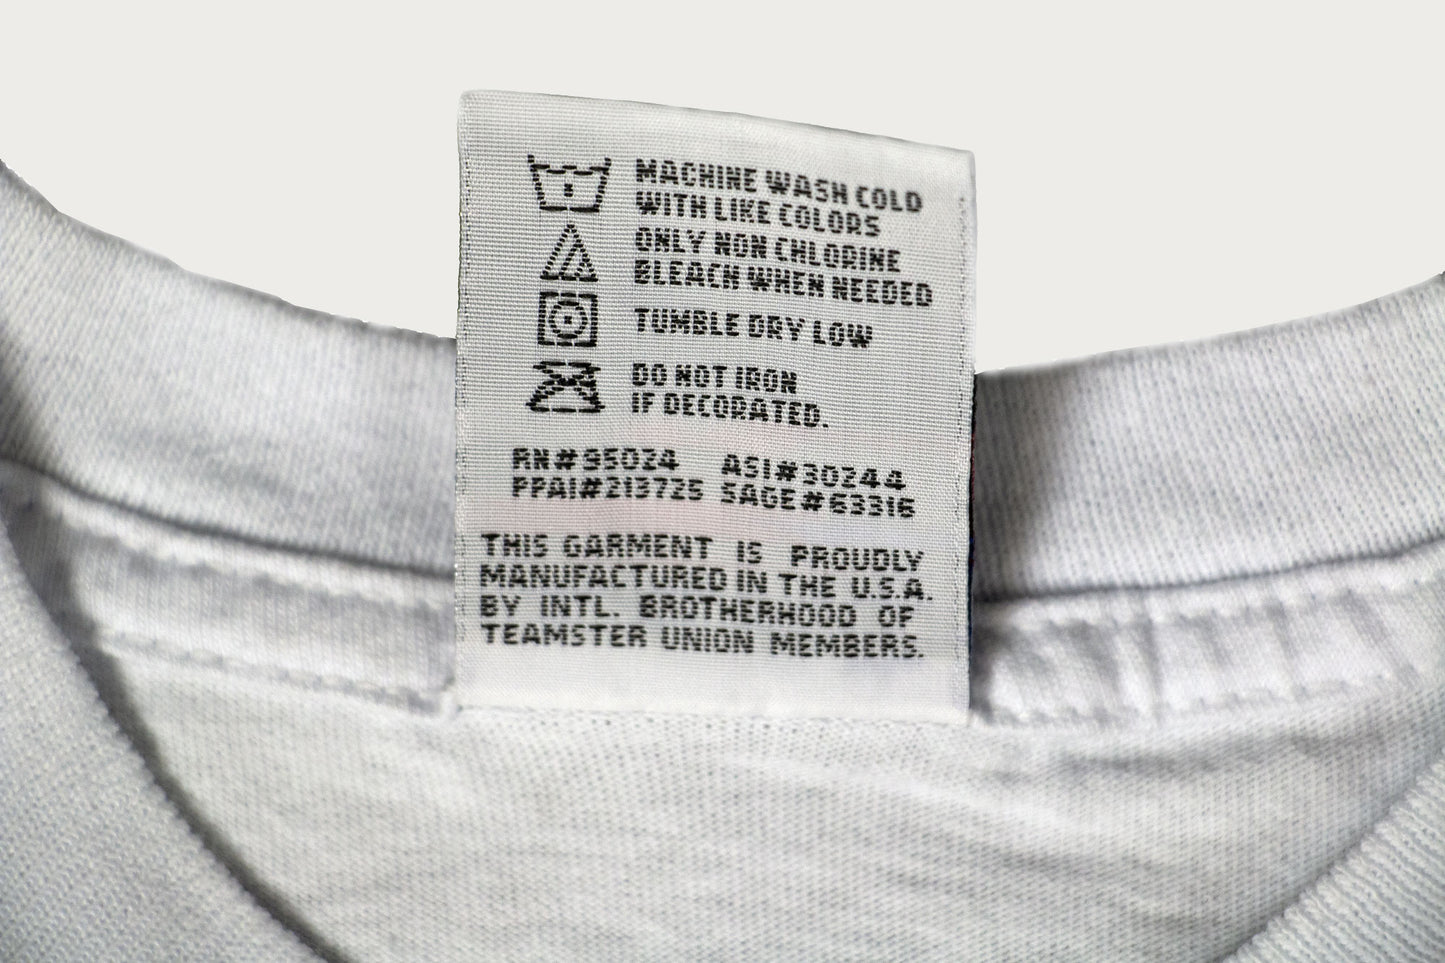 MACHINE WASH COLD
WITH LIKE COLORS
ONLY NON CHLORINE
BLEACH WHEN NEEDED
TUMBLE DRY LOW
DO NOT IRON
IF DECORATED.
RN#95024 ASI#30244
PPAI#213725 SAGE#63316
THIS GARMENT IS PROUDLY
MANUFACTURED IN THE U.S.A.
BY INTL. BROTHERHOOD OF
TEAMSTER UNION MEMBERS.